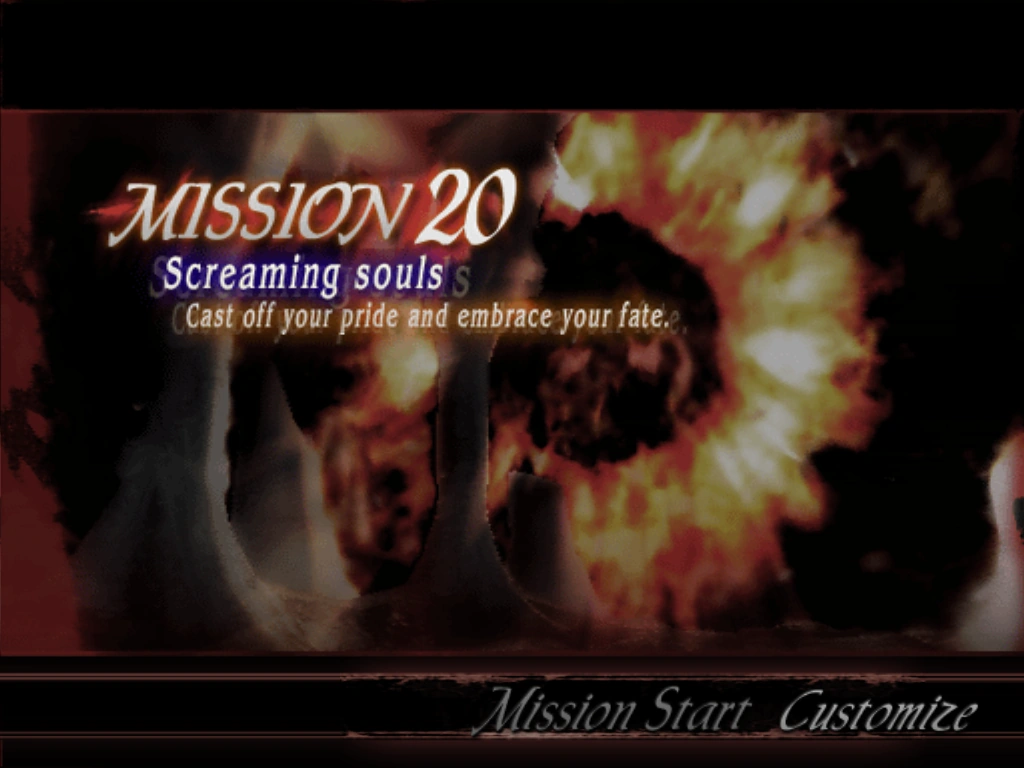 MISSION 20
Screaming souls
Cast off your pride and embrace your fate.
Mission Start Customize